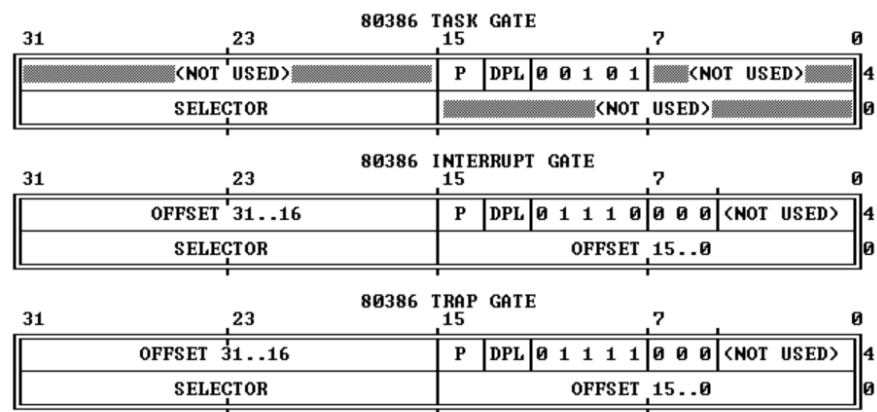 80386 TASK GATE
31 23 15 7 0
(NOT USED) P DPL 0 0 1 0 1 (NOT USED) 4
SELECTOR (NOT USED) 0
80386 INTERRUPT GATE
31 23 15 7 0
OFFSET 31..16 P DPL 0 1 1 1 0 0 0 0 (NOT USED) 4
SELECTOR OFFSET 15..0 0
80386 TRAP GATE
31 23 15 7 0
OFFSET 31..16 P DPL 0 1 1 1 1 0 0 0 (NOT USED) 4
SELECTOR OFFSET 15..0 0